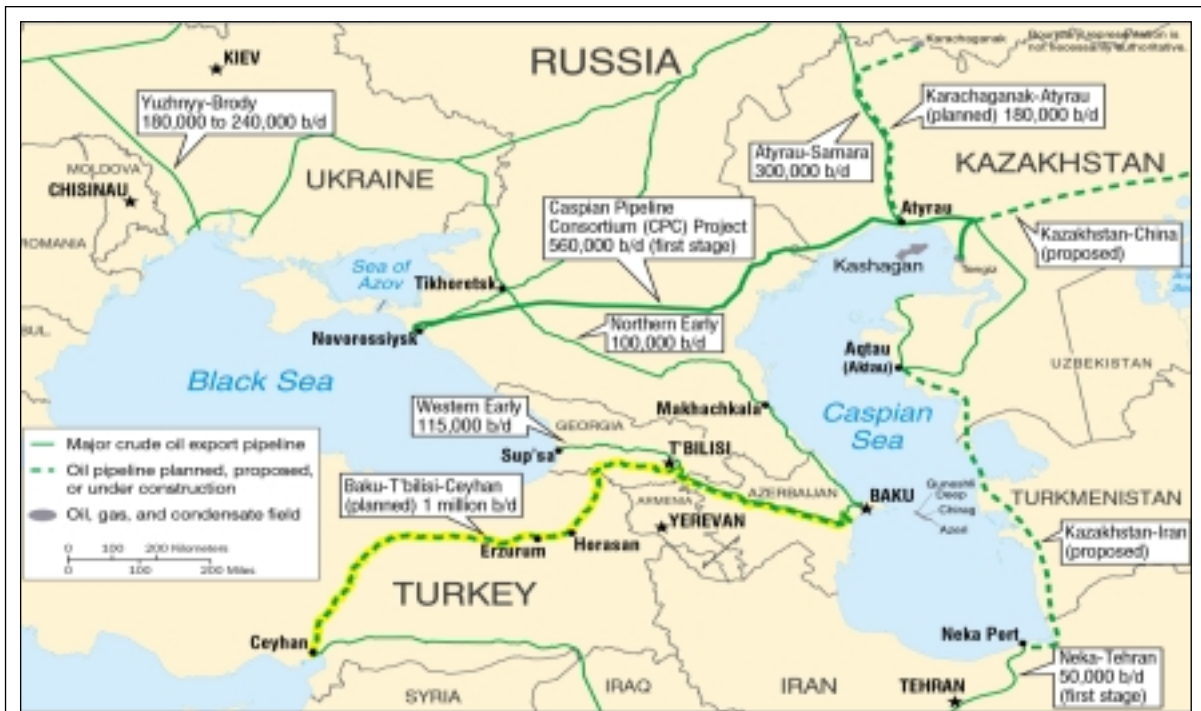 KIEV
RUSSIA
Karachaganak
not necessarily authoritative.
Yuzhnyy-Brody
180,000 to 240,000 b/d
Karachaganak-Atyrau
(planned) 180,000 b/d
Atyrau-Samara
300,000 b/d
KAZAKHSTAN
MOLDOVA
CHISINAU
UKRAINE
Caspian Pipeline
Consortium (CPC) Project
560,000 b/d (first stage)
Atyrau
Kazakhstan-China
(proposed)
ROMANIA
Sea of
Azov
Tikhoretsk
Kashagan
Tengiz
Novorossiysk
Northern Early
100,000 b/d
BUL.
Aqtau
(Aktau)
UZBEKISTAN
Black Sea
Western Early
115,000 b/d
GEORGIA
Makhachkala
Caspian
Sea
Major crude oil export pipeline
Oil pipeline planned, proposed,
or under construction
Oil, gas, and condensate field
0 100 200 Kilometers
0 100 200 Miles
Sup'sa
T'BILISI
Baku-T'bilisi-Ceyhan
(planned) 1 million b/d
ARMENIA
AZERBAIJAN
BAKU
Gunashli
Deep
Chirag
Azeri
TURKMENISTAN
YEREVAN
Erzurum
Horasan
Kazakhstan-Iran
(proposed)
TURKEY
Ceyhan
Neka Port
Neka-Tehran
50,000 b/d
(first stage)
SYRIA
IRAQ
IRAN
TEHRAN